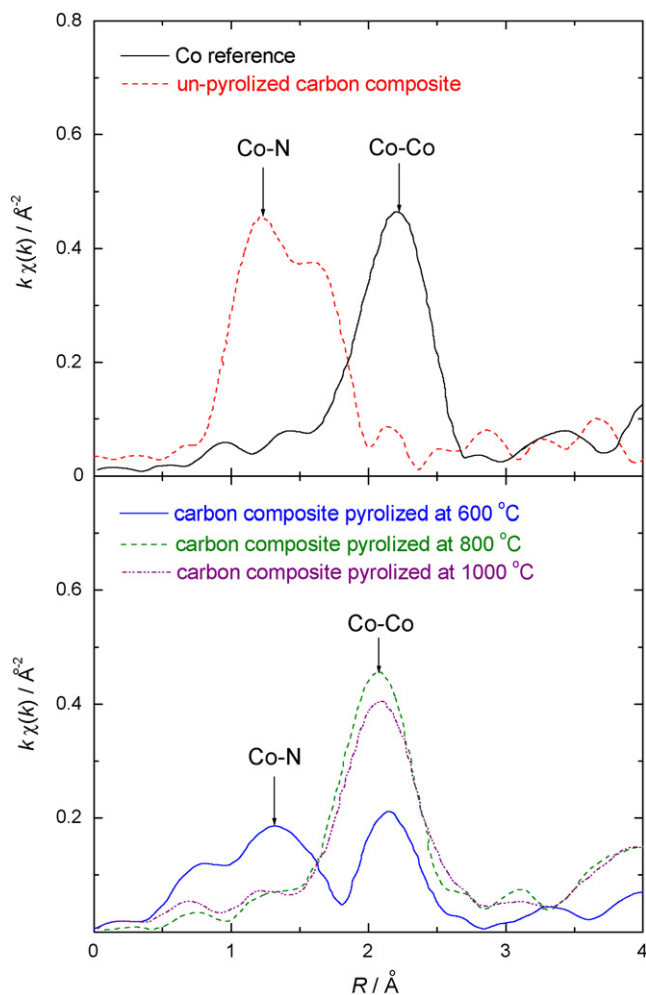 0.8
Co reference
un-pyrolized carbon composite
0.6
Co-N
Co-Co
k χ(k) / Å-2
0.4
0.2
0
carbon composite pyrolized at 600 °C
carbon composite pyrolized at 800 °C
carbon composite pyrolized at 1000 °C
0.6
Co-Co
k χ(k) / Å-2
0.4
Co-N
0.2
0 1 2 3 4
R / Å